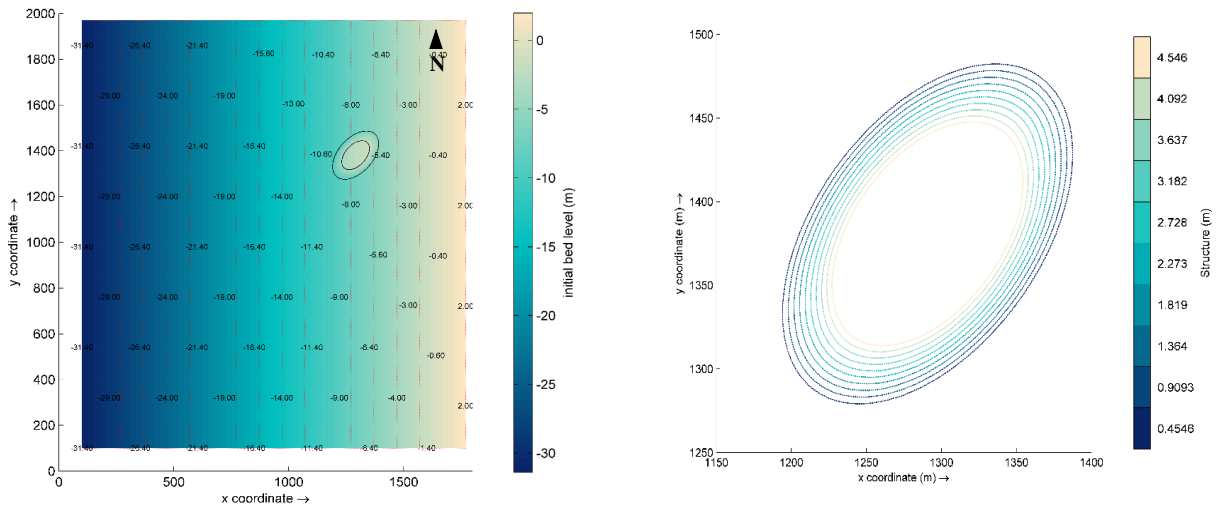 2000
1800
1600
1400
1200
1000
800
600
400
200
0
0 500 1000 1500
x coordinate →
y coordinate →
N
-31.40 -26.40 -21.40 -15.60 -10.40 -5.40 -0.40
-29.00 -24.00 -19.00 -13.00 -8.00 -3.00 2.00
-31.40 -26.40 -21.40 -16.40 -10.60 -5.40 -0.40
-29.00 -24.00 -19.00 -14.00 -8.00 -3.00 2.00
-31.40 -26.40 -21.40 -16.40 -11.40 -5.60 -0.40
-29.00 -24.00 -19.00 -14.00 -9.00 -3.00 2.00
-31.40 -26.40 -21.40 -16.40 -11.40 -6.40 -0.60
-29.00 -24.00 -19.00 -14.00 -9.00 -4.00 2.00
-31.40 -26.40 -21.40 -16.40 -11.40 -6.40 -1.40
0
-5
-10
-15
-20
-25
-30
initial bed level (m)
1500
1450
1400
1350
1300
1250
1150 1200 1250 1300 1350 1400
x coordinate (m) →
y coordinate (m) →
4.546
4.092
3.637
3.182
2.728
2.273
1.819
1.364
0.9093
0.4546
Structure (m)